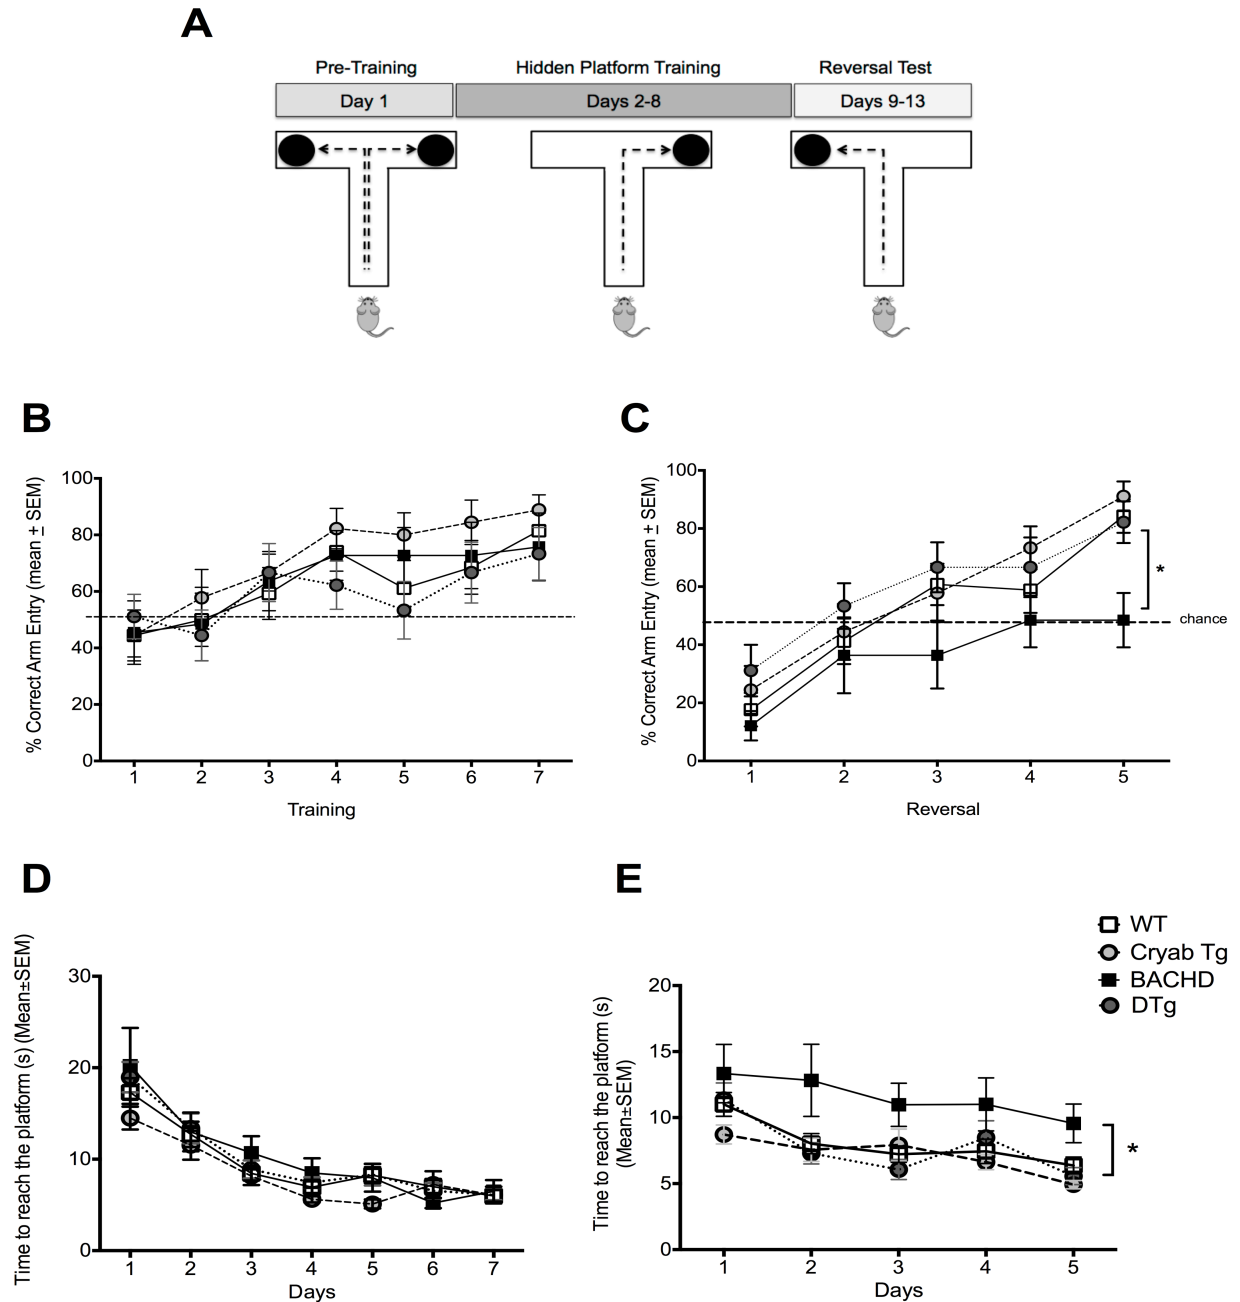 A
Pre-Training
Hidden Platform Training
Reversal Test
Day 1
Days 2-8
Days 9-13
B
% Correct Arm Entry (mean ± SEM)
100
80
60
40
20
0
1 2 3 4 5 6 7
Training
C
% Correct Arm Entry (mean ± SEM)
100
80
60
40
20
0
*
chance
1 2 3 4 5
Reversal
D
Time to reach the platform (s) (Mean±SEM)
30
20
10
0
1 2 3 4 5 6 7
Days
E
Time to reach the platform (s)
(Mean±SEM)
20
15
10
5
0
*
1 2 3 4 5
Days
WT
Cryab Tg
BACHD
DTg